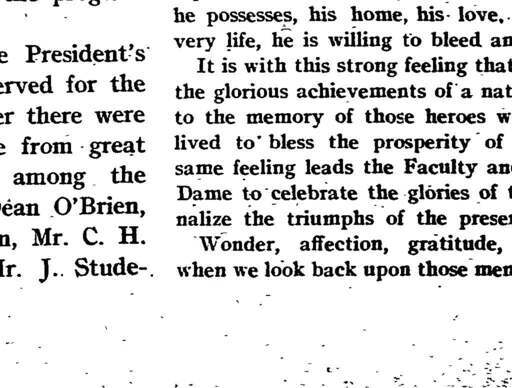 e President's
erved for the
er there were
e from great
among the
Dean O'Brien,
n, Mr. C. H.
Mr. J. Stude-
he possesses, his home, his love,
very life, he is willing to bleed an
It is with this strong feeling that
the glorious achievements of a nat
to the memory of those heroes w
lived to bless the prosperity of
same feeling leads the Faculty and
Dame to celebrate the glories of t
nalize the triumphs of the presen
Wonder, affection, gratitude,
when we look back upon those men